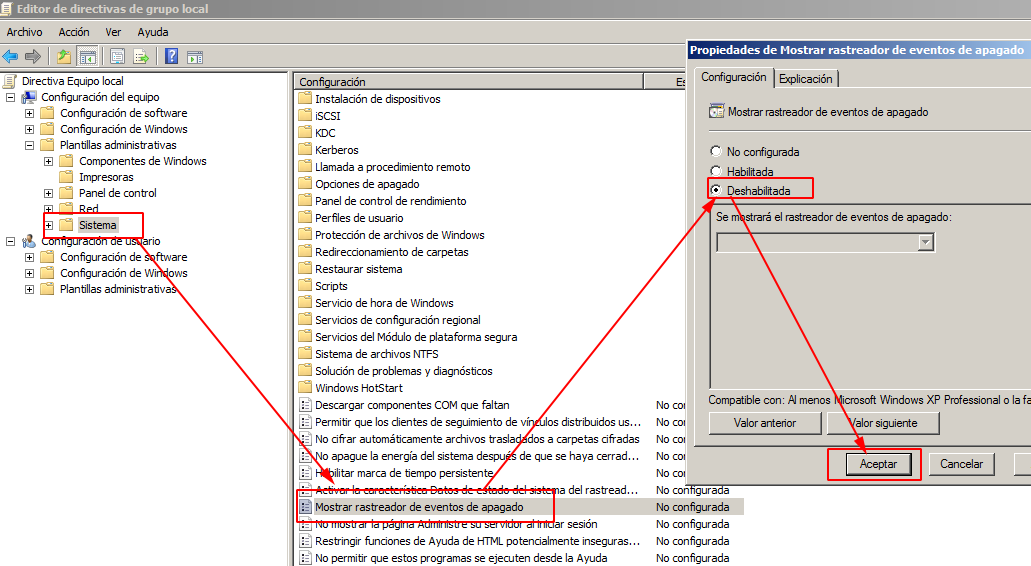 Editor de directivas de grupo local
Archivo Acción Ver Ayuda
Directiva Equipo local
Configuración del equipo
Configuración de software
Configuración de Windows
Plantillas administrativas
Componentes de Windows
Impresoras
Panel de control
Red
Sistema
Configuración de usuario
Configuración de software
Configuración de Windows
Plantillas administrativas
Configuración Es
Instalación de dispositivos
iSCSI
KDC
Kerberos
Llamada a procedimiento remoto
Opciones de apagado
Panel de control de rendimiento
Perfiles de usuario
Protección de archivos de Windows
Redireccionamiento de carpetas
Restaurar sistema
Scripts
Servicio de hora de Windows
Servicios de configuración regional
Servicios del Módulo de plataforma segura
Sistema de archivos NTFS
Solución de problemas y diagnósticos
Windows HotStart
Descargar componentes COM que faltan No con
Permitir que los clientes de seguimiento de vínculos distribuidos us... No con
No cifrar automáticamente archivos trasladados a carpetas cifradas No con
No apague la energía del sistema después de que se haya cerrad... No con
Habilitar marca de tiempo persistente No con
Activar la característica Datos de estado del sistema del rastread... No configurada
Mostrar rastreador de eventos de apagado No configurada
No mostrar la página Administre su servidor al iniciar sesión No configurada
Restringir funciones de Ayuda de HTML potencialmente inseguras... No configurada
No permitir que estos programas se ejecuten desde la Ayuda No configurada
Propiedades de Mostrar rastreador de eventos de apagado
Configuración Explicación
Mostrar rastreador de eventos de apagado
No configurada
Habilitada
Deshabilitada
Se mostrará el rastreador de eventos de apagado:
Compatible con: Al menos Microsoft Windows XP Professional o la fa
Valor anterior Valor siguiente
Aceptar Cancelar